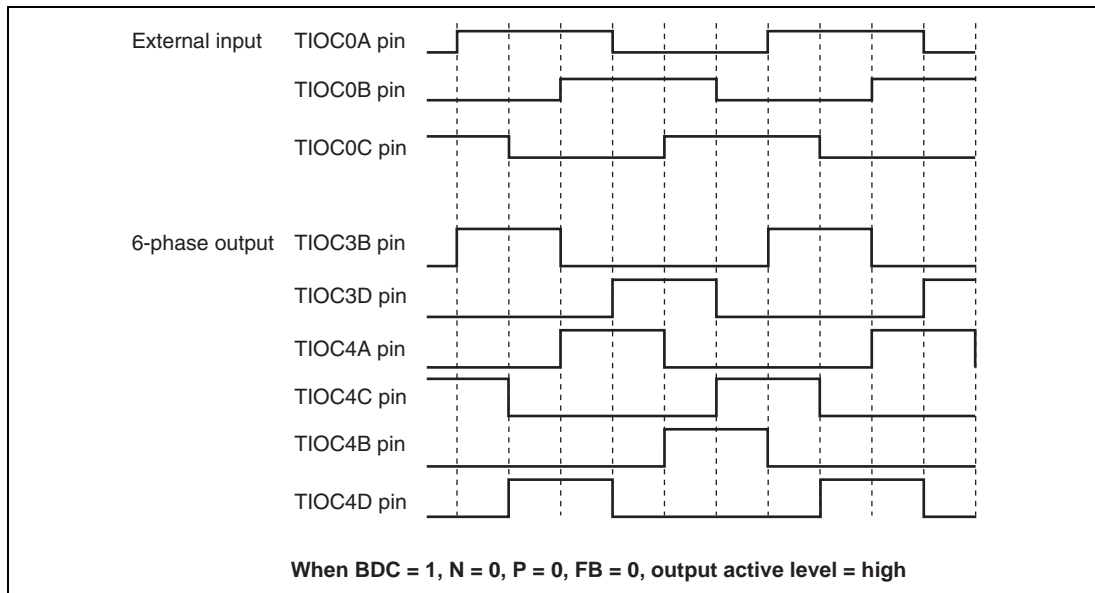 External input TIOC0A pin
TIOC0B pin
TIOC0C pin
6-phase output TIOC3B pin
TIOC3D pin
TIOC4A pin
TIOC4C pin
TIOC4B pin
TIOC4D pin
When BDC = 1, N = 0, P = 0, FB = 0, output active level = high